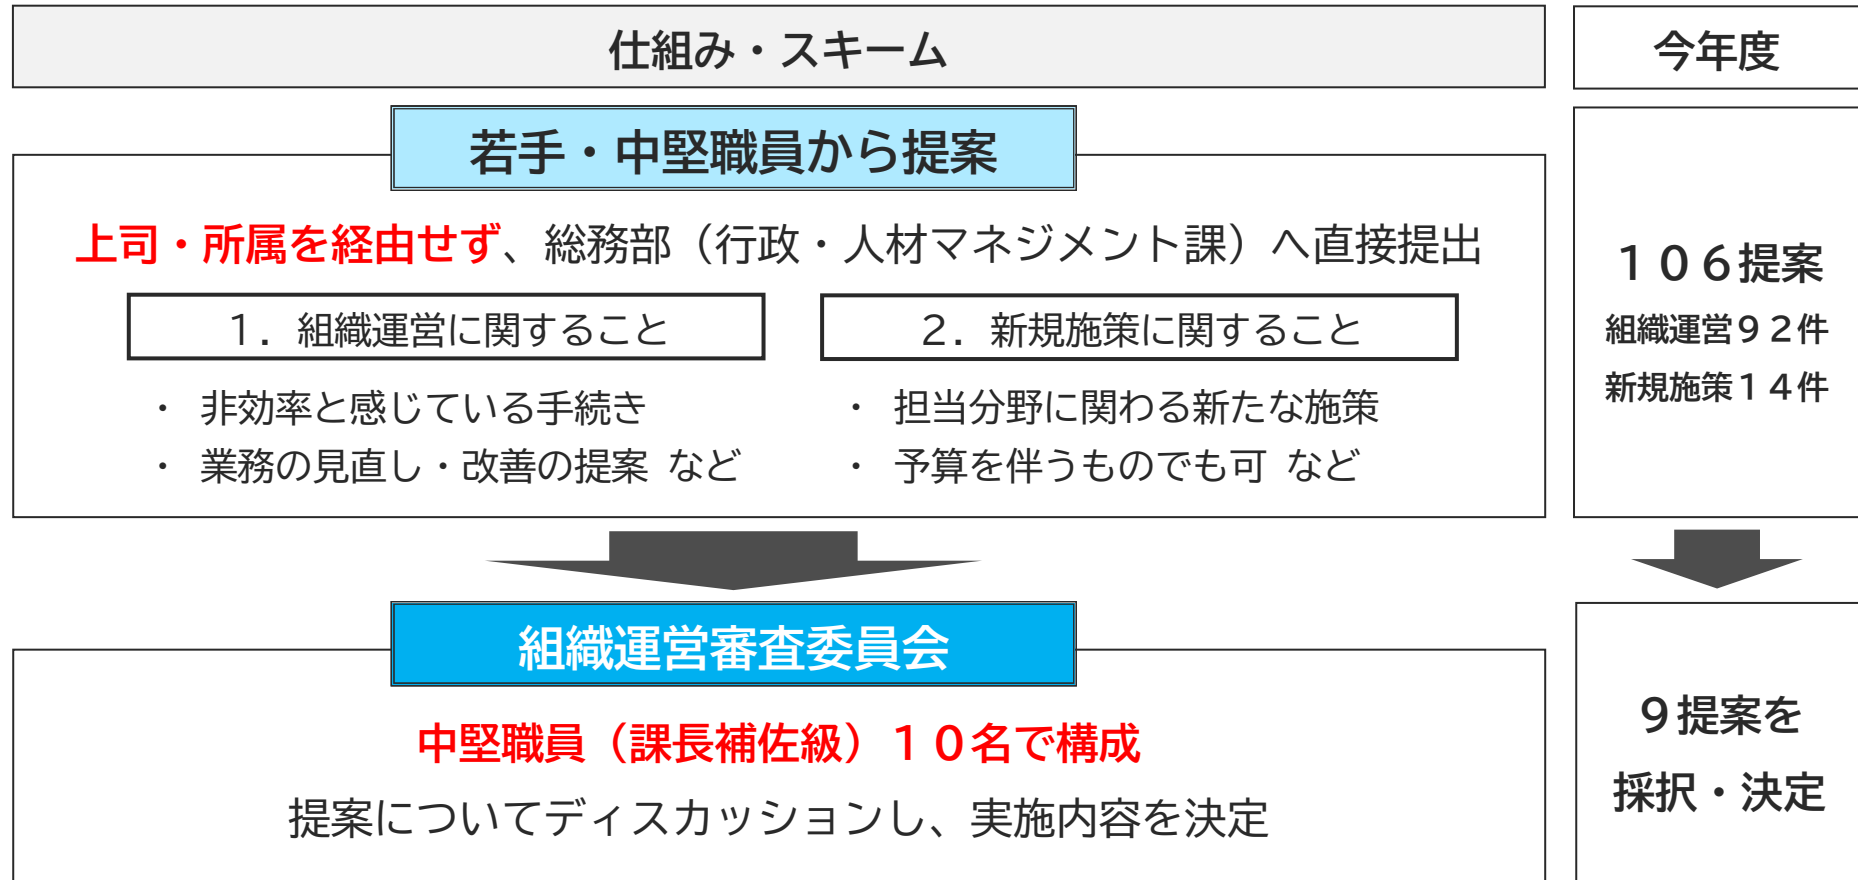 仕組み・スキーム
今年度
若手・中堅職員から提案
上司・所属を経由せず、総務部（行政・人材マネジメント課）へ直接提出
１．組織運営に関すること
２．新規施策に関すること
・ 非効率と感じている手続き
・ 業務の見直し・改善の提案 など
・ 担当分野に関わる新たな施策
・ 予算を伴うものでも可 など
１０６提案
組織運営９２件
新規施策１４件
組織運営審査委員会
中堅職員（課長補佐級）１０名で構成
提案についてディスカッションし、実施内容を決定
９提案を
採択・決定